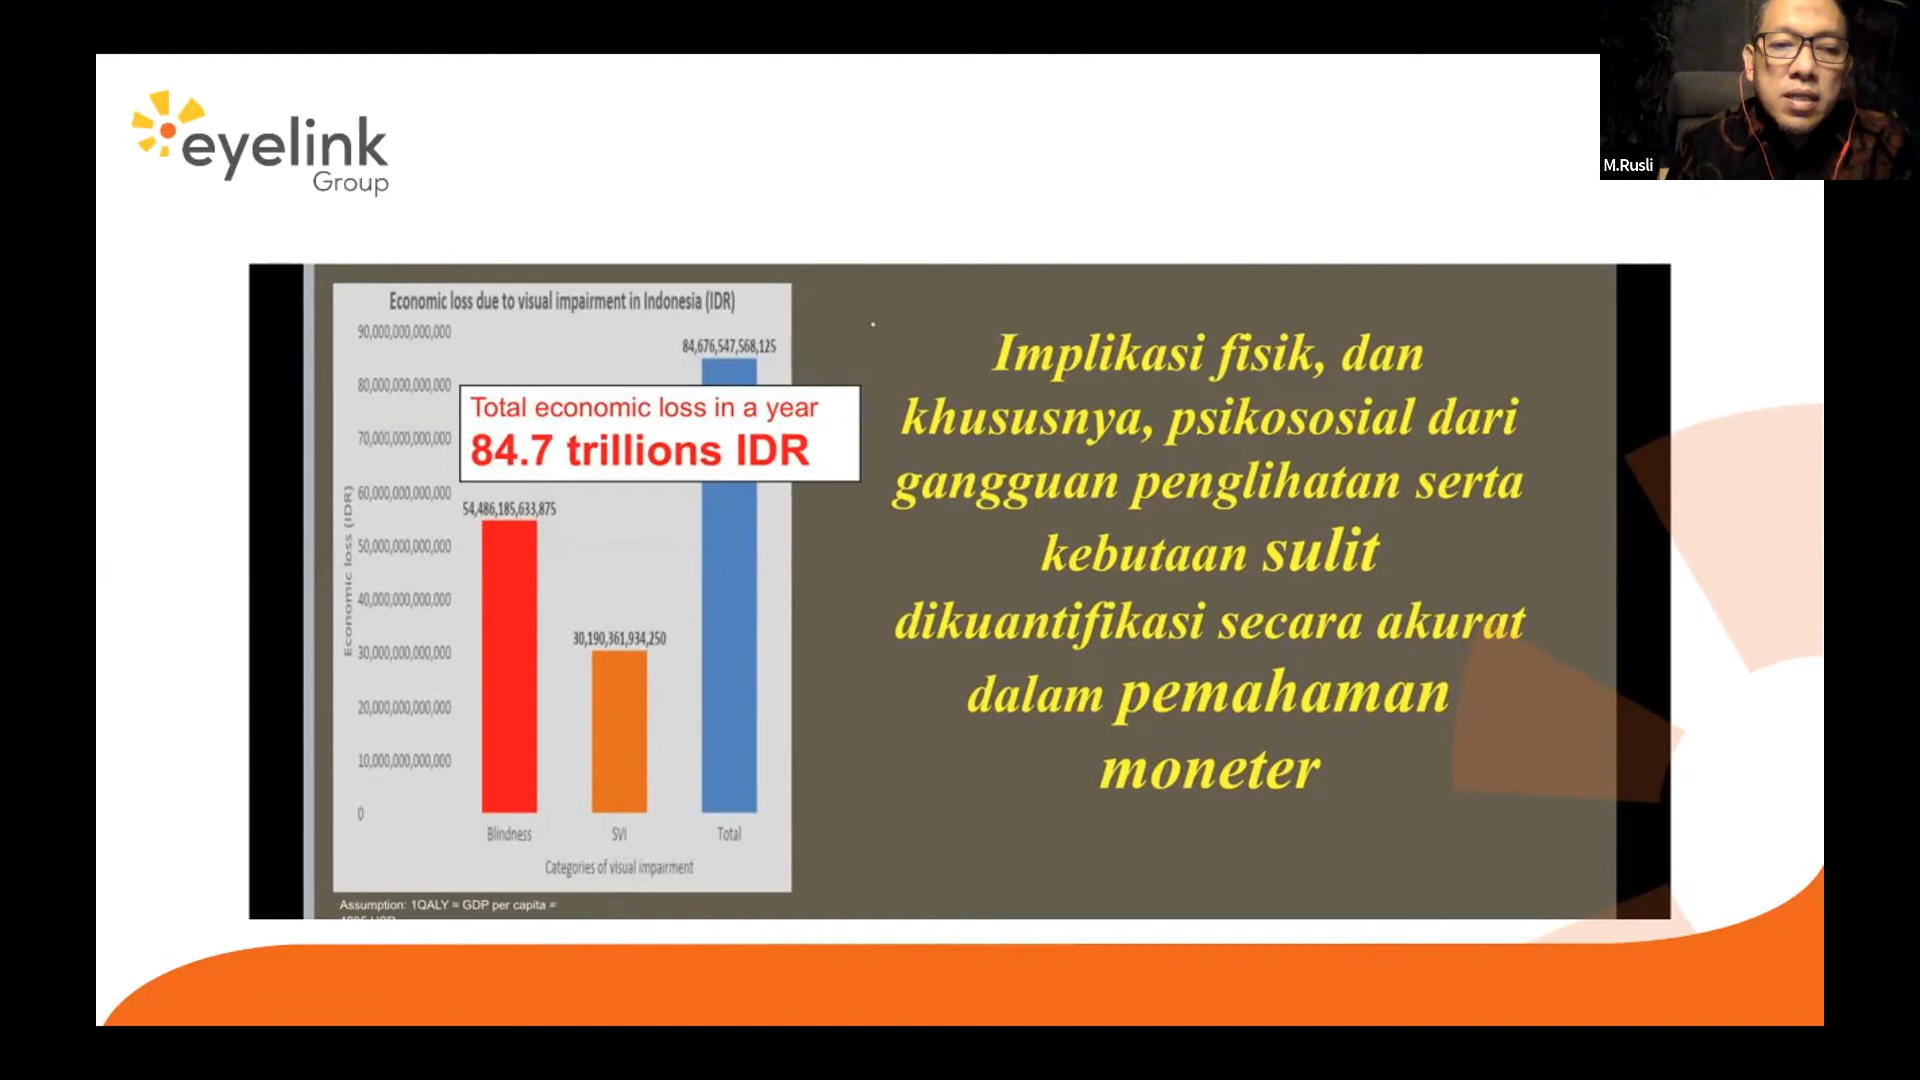 eyelink
Group
M.Rusli
Economic loss due to visual impairment in Indonesia (IDR)
90,000,000,000,000
84,676,547,568,125
80,000,000,000,000
Total economic loss in a year
84.7 trillions IDR
70,000,000,000,000
60,000,000,000,000
54,486,185,633,875
50,000,000,000,000
40,000,000,000,000
30,190,361,934,250
30,000,000,000,000
20,000,000,000,000
10,000,000,000,000
0
Economic loss (IDR)
Blindness SVI Total
Categories of visual impairment
Assumption: 1QALY = GDP per capita =
Implikasi fisik, dan
khususnya, psikososial dari
gangguan penglihatan serta
kebutaan sulit
dikuantifikasi secara akurat
dalam pemahaman
moneter